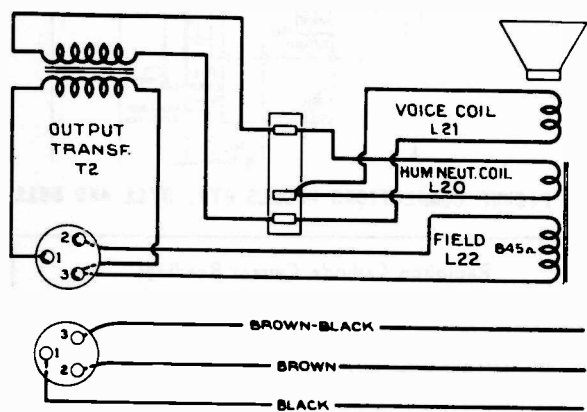 OUTPUT
TRANSF.
T2
VOICE COIL
L21
HUM NEUT. COIL
L20
FIELD
L22
845Ω
2
1
3
3
1
2
BROWN-BLACK
BROWN
BLACK